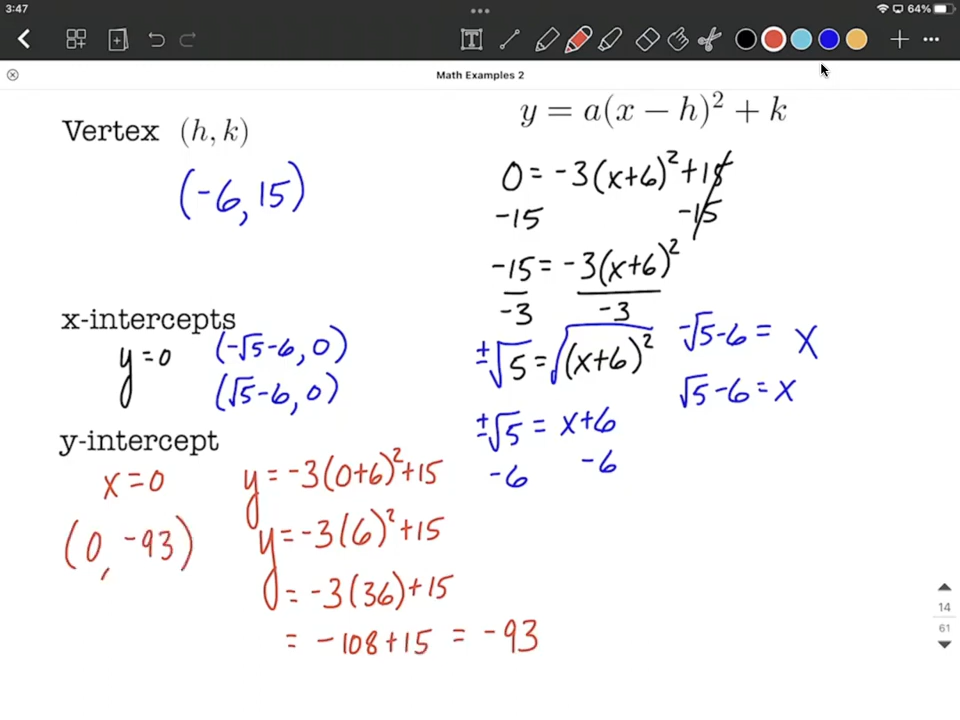 3:47
64%
Math Examples 2
Vertex (h, k)
(-6, 15)
x-intercepts
y=0
(-√5-6, 0)
(√5-6, 0)
y-intercept
x=0
(0, -93)
y=-3(0+6)²+15
y=-3(6)²+15
=-3(36)+15
=-108+15=-93
y = a(x − h)² + k
0=-3(x+6)²+15
-15 -15
-15=-3(x+6)²
-3 -3
±√5=√(x+6)²
±√5=x+6
-6 -6
-√5-6=x
√5-6=x
14
61